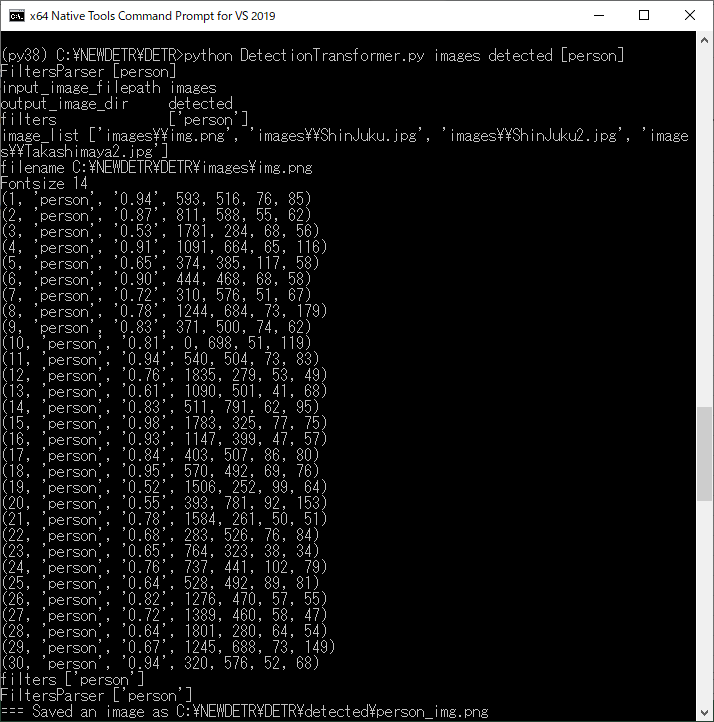 x64 Native Tools Command Prompt for VS 2019
(py38) C:¥NEWDETR¥DETR>python DetectionTransformer.py images detected [person]
FiltersParser [person]
input_image_filepath images
output_image_dir     detected
filters              ['person']
image_list ['images¥¥img.png', 'images¥¥ShinJuku.jpg', 'images¥¥ShinJuku2.jpg', 'image
s¥¥Takashimaya2.jpg']
filename C:¥NEWDETR¥DETR¥images¥img.png
Fontsize 14
(1, 'person', '0.94', 593, 516, 76, 85)
(2, 'person', '0.87', 811, 588, 55, 62)
(3, 'person', '0.53', 1781, 284, 68, 56)
(4, 'person', '0.91', 1091, 664, 65, 116)
(5, 'person', '0.65', 374, 385, 117, 58)
(6, 'person', '0.90', 444, 468, 68, 58)
(7, 'person', '0.72', 310, 576, 51, 67)
(8, 'person', '0.78', 1244, 684, 73, 179)
(9, 'person', '0.83', 371, 500, 74, 62)
(10, 'person', '0.81', 0, 698, 51, 119)
(11, 'person', '0.94', 540, 504, 73, 83)
(12, 'person', '0.76', 1835, 279, 53, 49)
(13, 'person', '0.61', 1090, 501, 41, 68)
(14, 'person', '0.83', 511, 791, 62, 95)
(15, 'person', '0.98', 1783, 325, 77, 75)
(16, 'person', '0.93', 1147, 399, 47, 57)
(17, 'person', '0.84', 403, 507, 86, 80)
(18, 'person', '0.95', 570, 492, 69, 76)
(19, 'person', '0.52', 1506, 252, 99, 64)
(20, 'person', '0.55', 393, 781, 92, 153)
(21, 'person', '0.78', 1584, 261, 50, 51)
(22, 'person', '0.68', 283, 526, 76, 84)
(23, 'person', '0.65', 764, 323, 38, 34)
(24, 'person', '0.76', 737, 441, 102, 79)
(25, 'person', '0.64', 528, 492, 89, 81)
(26, 'person', '0.82', 1276, 470, 57, 55)
(27, 'person', '0.72', 1389, 460, 58, 47)
(28, 'person', '0.64', 1801, 280, 64, 54)
(29, 'person', '0.67', 1245, 688, 73, 149)
(30, 'person', '0.94', 320, 576, 52, 68)
filters ['person']
FiltersParser ['person']
=== Saved an image as C:¥NEWDETR¥DETR¥detected¥person_img.png